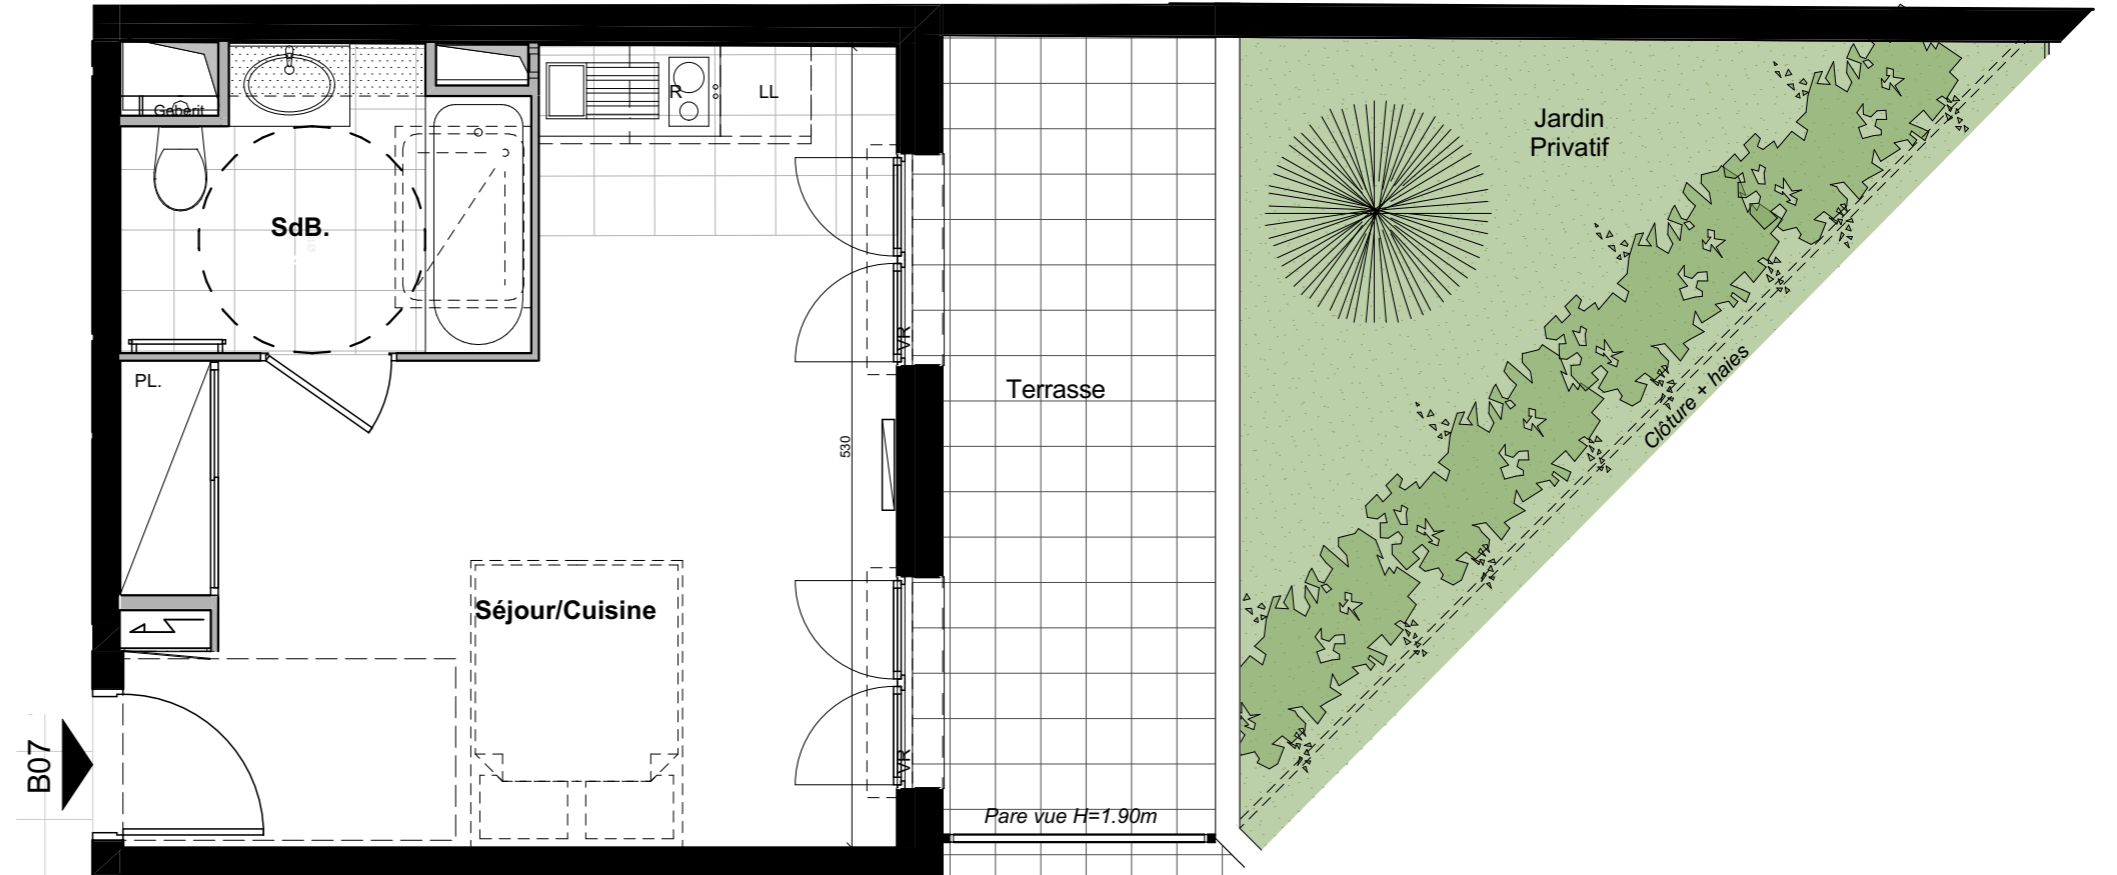 Geberit
SdB.
R
LL
VR
Jardin
Privatif
PL.
530
Terrasse
Clôture + haies
Séjour/Cuisine
VR
B07
Pare vue H=1.90m